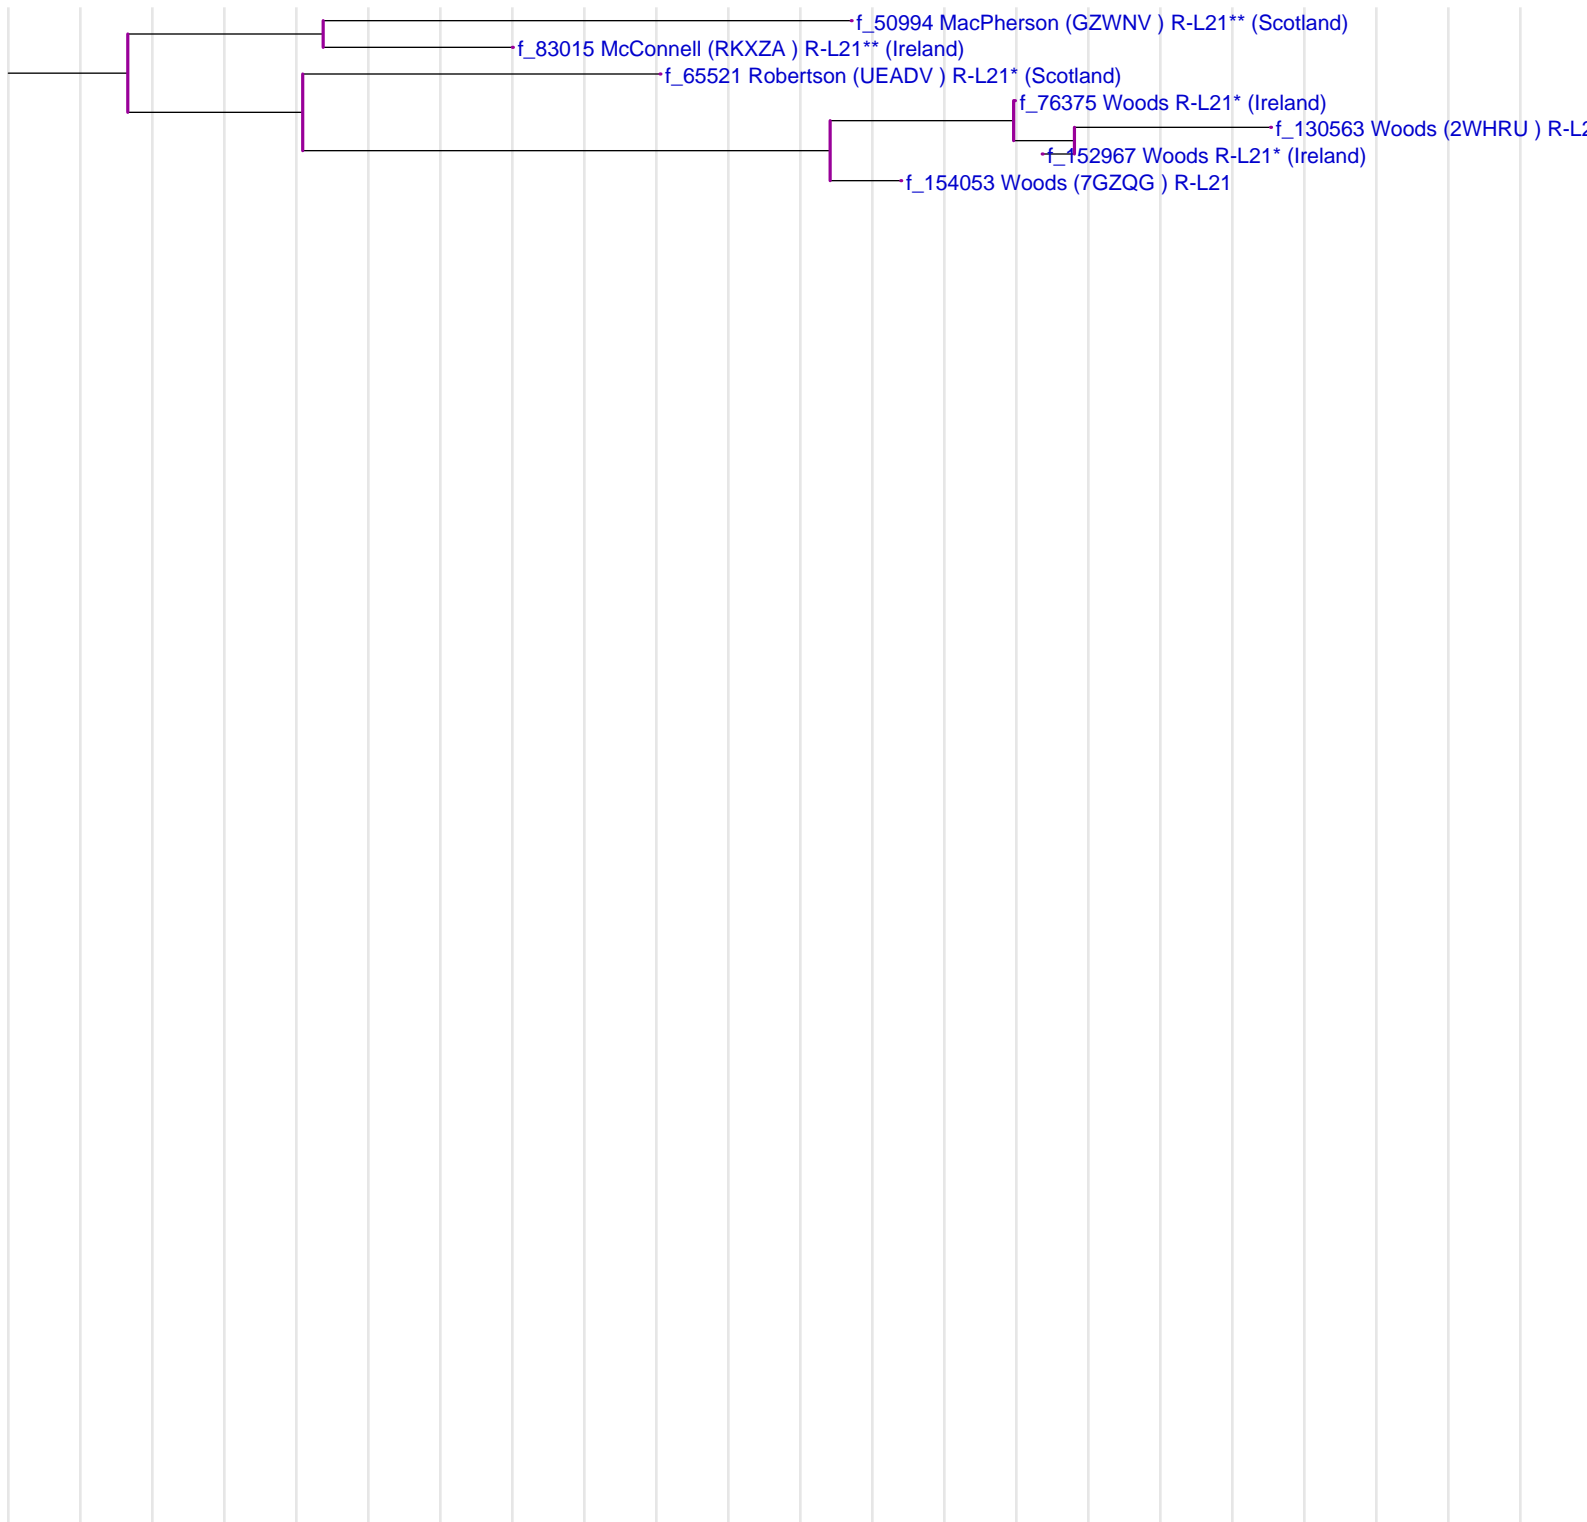 f_50994 MacPherson (GZWNV ) R-L21** (Scotland)
f_83015 McConnell (RKXZA ) R-L21** (Ireland)
f_65521 Robertson (UEADV ) R-L21* (Scotland)
f_76375 Woods R-L21* (Ireland)
f_130563 Woods (2WHRU ) R-L2
f_152967 Woods R-L21* (Ireland)
f_154053 Woods (7GZQG ) R-L21